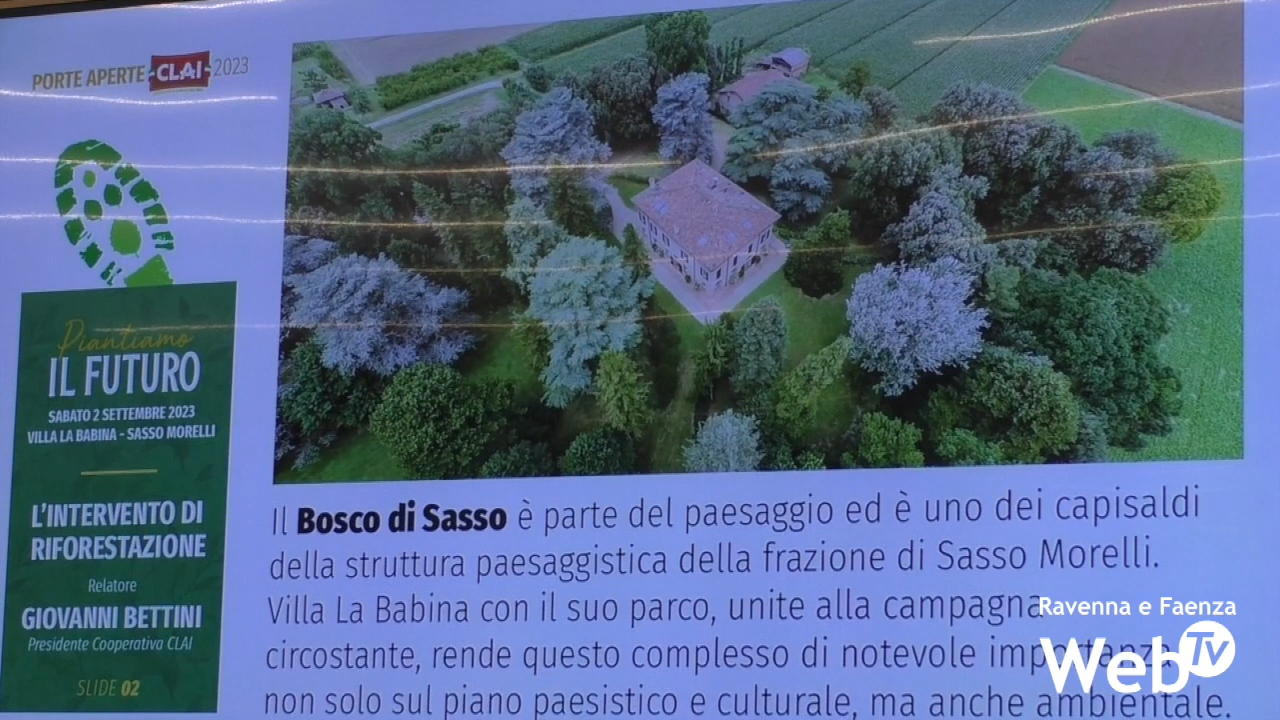 PORTE APERTE CLAI 2023
Piantiamo
IL FUTURO
SABATO 2 SETTEMBRE 2023
VILLA LA BABINA - SASSO MORELLI
L'INTERVENTO DI
RIFORESTAZIONE
Relatore
GIOVANNI BETTINI
Presidente Cooperativa CLAI
SLIDE 02
Il Bosco di Sasso è parte del paesaggio ed è uno dei capisaldi
della struttura paesaggistica della frazione di Sasso Morelli.
Villa La Babina con il suo parco, unite alla campagna
circostante, rende questo complesso di notevole importanza
non solo sul piano paesistico e culturale, ma anche ambientale.
Ravenna e Faenza
Web TV